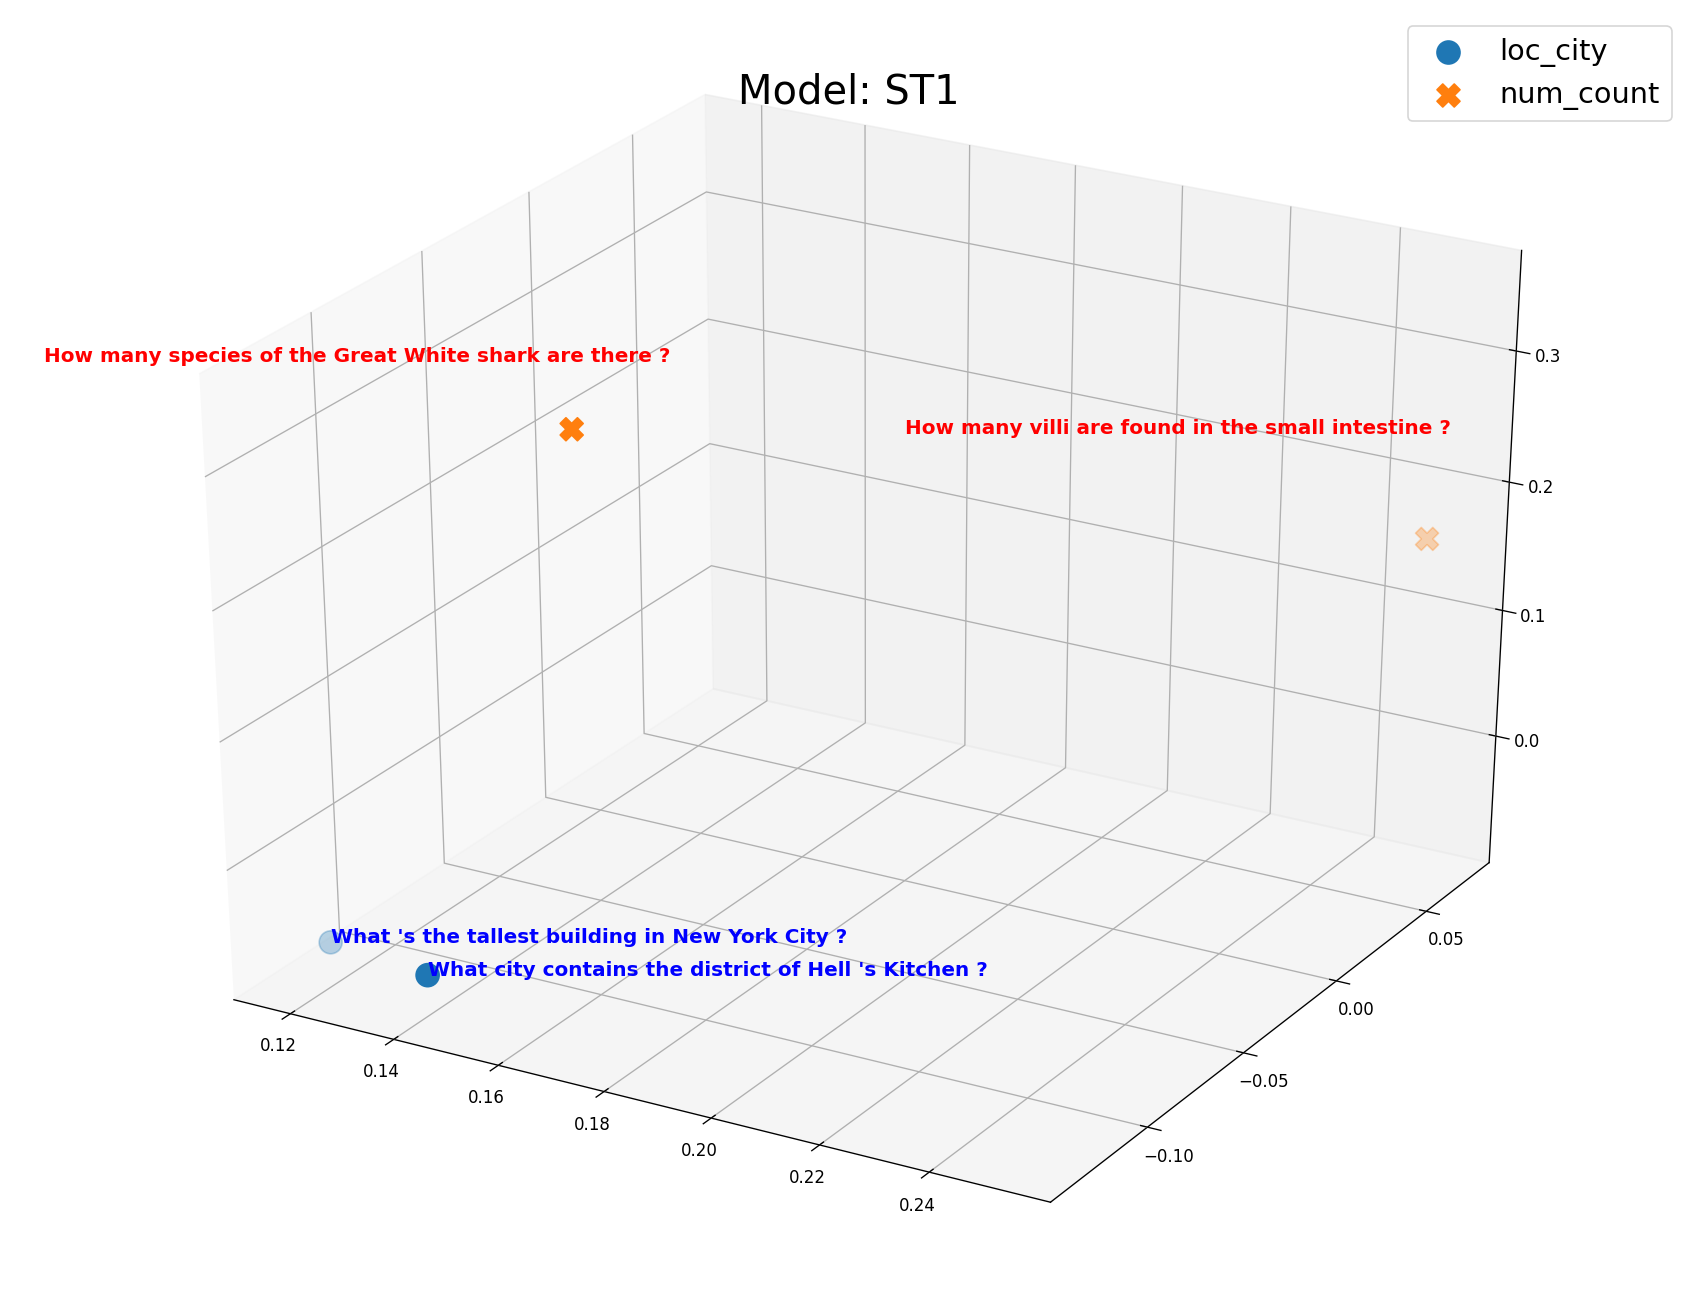 Model: ST1
loc_city
num_count
How many species of the Great White shark are there ?
How many villi are found in the small intestine ?
What 's the tallest building in New York City ?
What city contains the district of Hell 's Kitchen ?
0.3
0.2
0.1
0.0
0.05
0.00
−0.05
−0.10
0.12
0.14
0.16
0.18
0.20
0.22
0.24